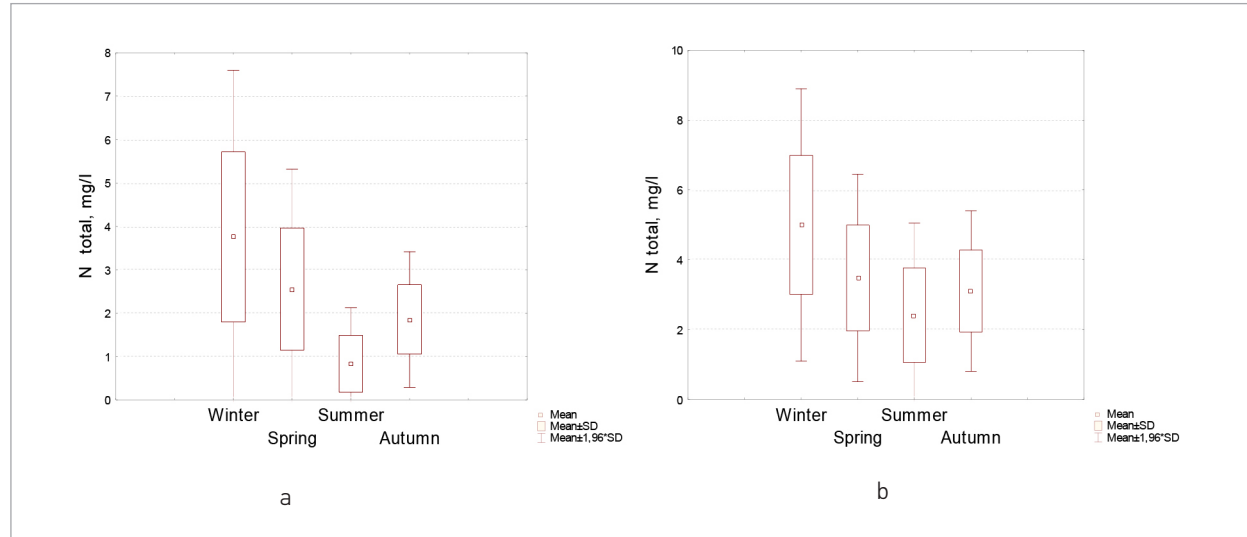 N total, mg/l
8
7
6
5
4
3
2
1
0
Winter Summer
Spring Autumn
Mean
Mean±SD
Mean±1,96*SD
a
N total, mg/l
10
8
6
4
2
0
Winter Summer
Spring Autumn
Mean
Mean±SD
Mean±1,96*SD
b